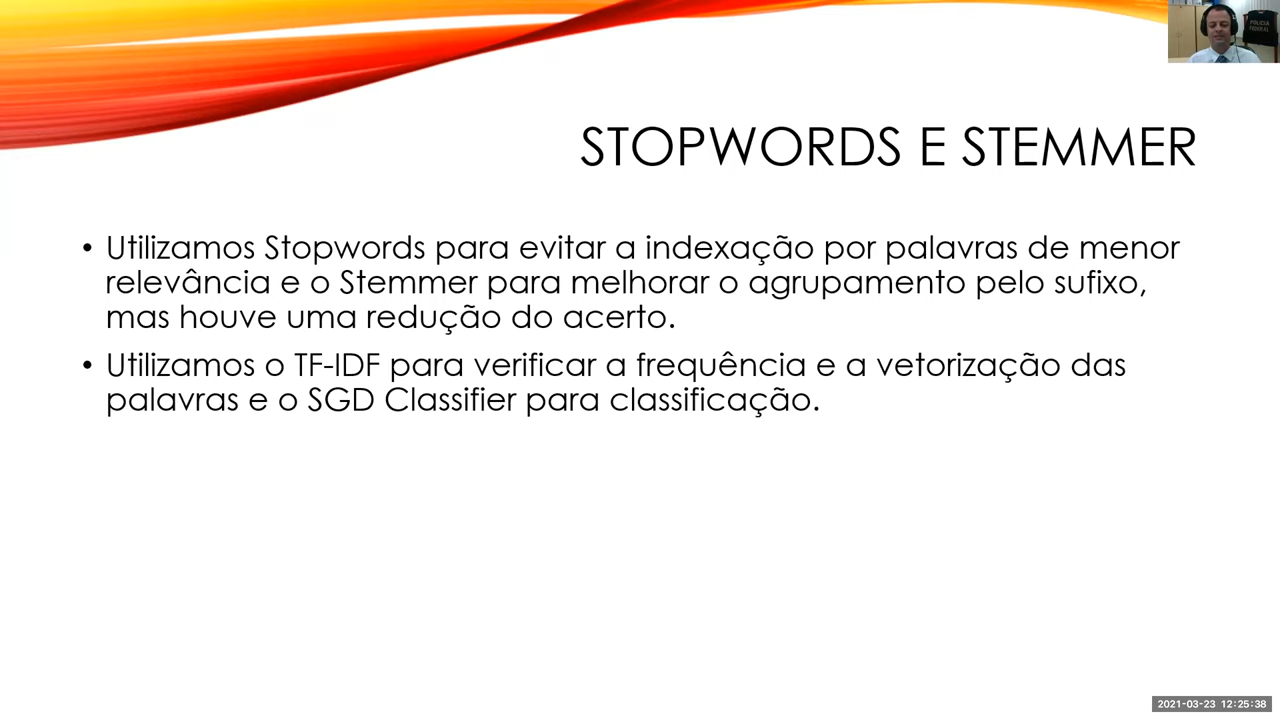 POLÍCIA
FEDERAL
STOPWORDS E STEMMER
• Utilizamos Stopwords para evitar a indexação por palavras de menor
relevância e o Stemmer para melhorar o agrupamento pelo sufixo,
mas houve uma redução do acerto.
• Utilizamos o TF-IDF para verificar a frequência e a vetorização das
palavras e o SGD Classifier para classificação.
2021-03-23 12:25:38